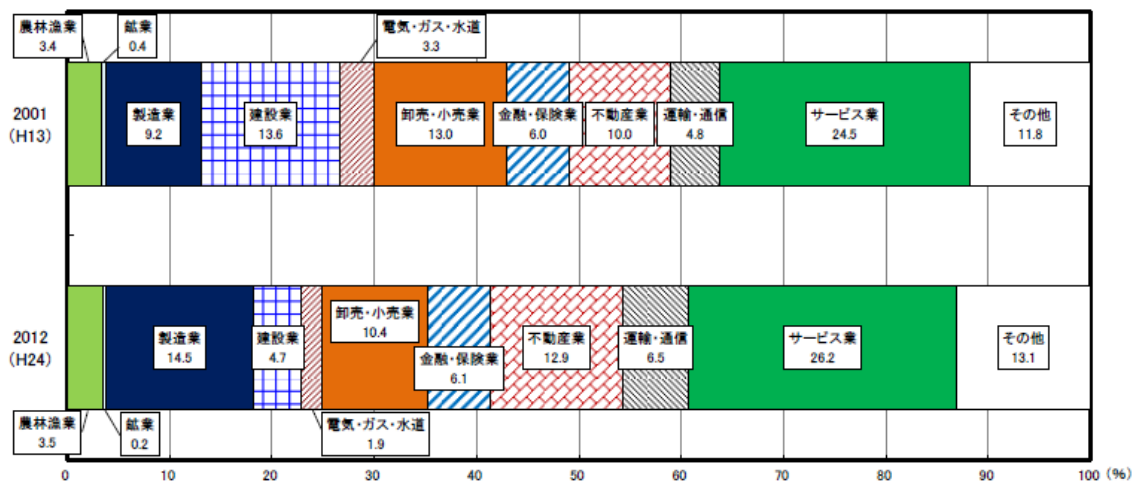 農林漁業
3.4
鉱業
0.4
電気・ガス・水道
3.3
2001
(H13)
製造業
9.2
建設業
13.6
卸売・小売業
13.0
金融・保険業
6.0
不動産業
10.0
運輸・通信
4.8
サービス業
24.5
その他
11.8
2012
(H24)
製造業
14.5
建設業
4.7
卸売・小売業
10.4
金融・保険業
6.1
不動産業
12.9
運輸・通信
6.5
サービス業
26.2
その他
13.1
農林漁業
3.5
鉱業
0.2
電気・ガス・水道
1.9
0 10 20 30 40 50 60 70 80 90 100 (%)